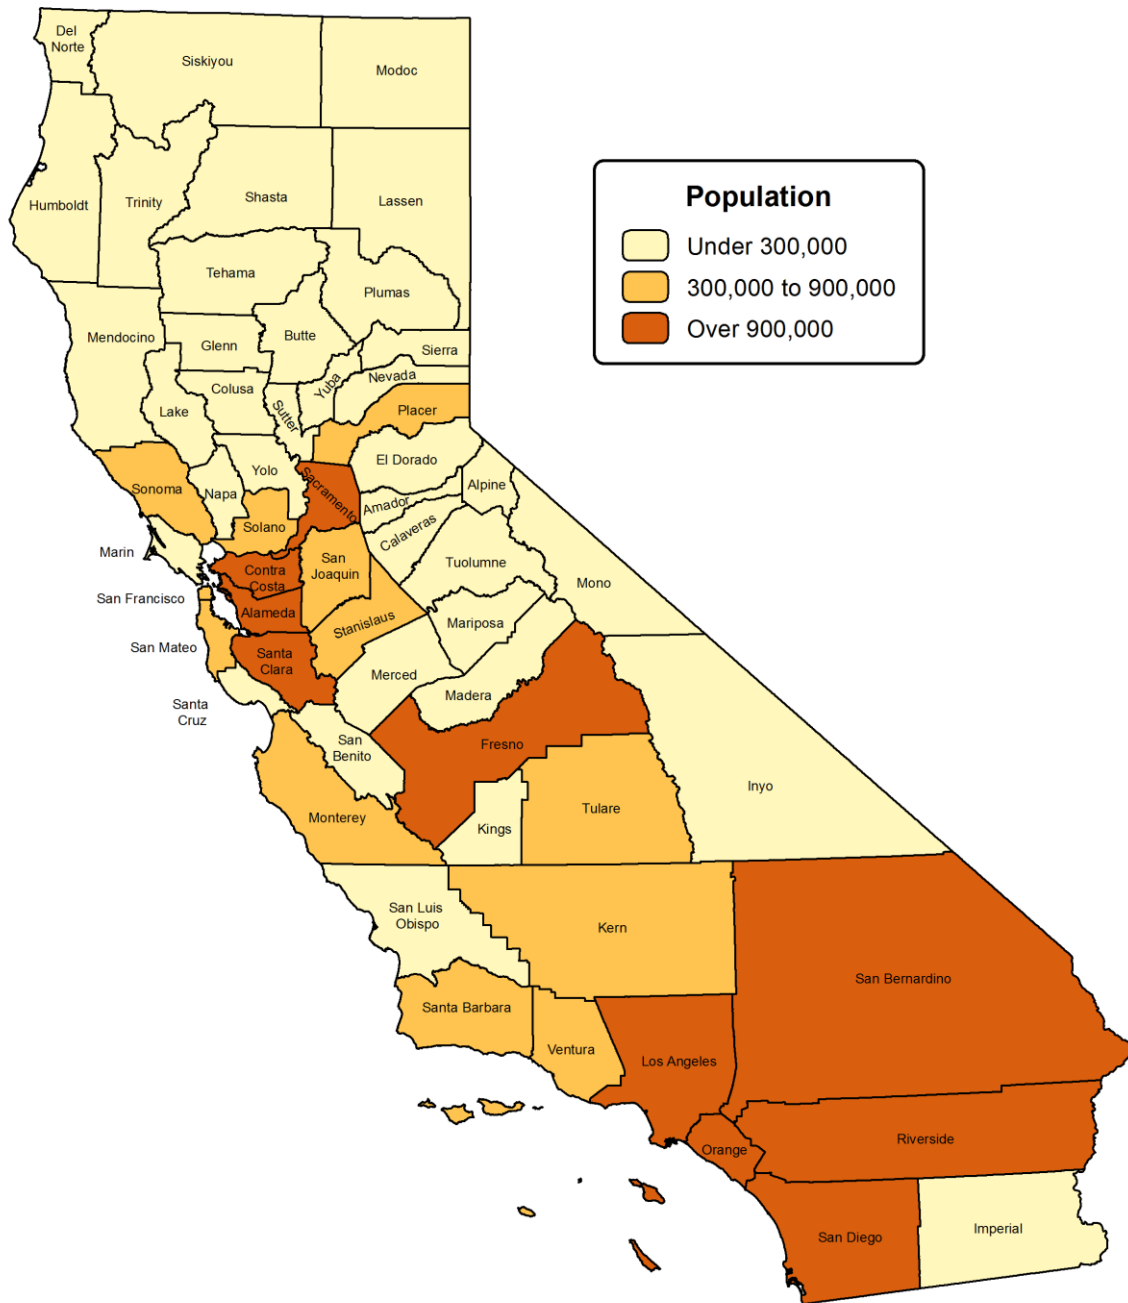 Del
Norte
Siskiyou
Modoc
Humboldt
Trinity
Shasta
Lassen
Population
Under 300,000
300,000 to 900,000
Over 900,000
Tehama
Plumas
Mendocino
Glenn
Butte
Sierra
Colusa
Yuba
Nevada
Lake
Sutter
Placer
Sonoma
Napa
Yolo
Sacramento
El Dorado
Alpine
Amador
Solano
Calaveras
Marin
Contra
Costa
San
Joaquin
Tuolumne
Mono
San Francisco
Alameda
Stanislaus
Mariposa
San Mateo
Santa
Clara
Merced
Madera
Santa
Cruz
San
Benito
Fresno
Inyo
Monterey
Kings
Tulare
San Luis
Obispo
Kern
San Bernardino
Santa Barbara
Ventura
Los Angeles
Orange
Riverside
San Diego
Imperial